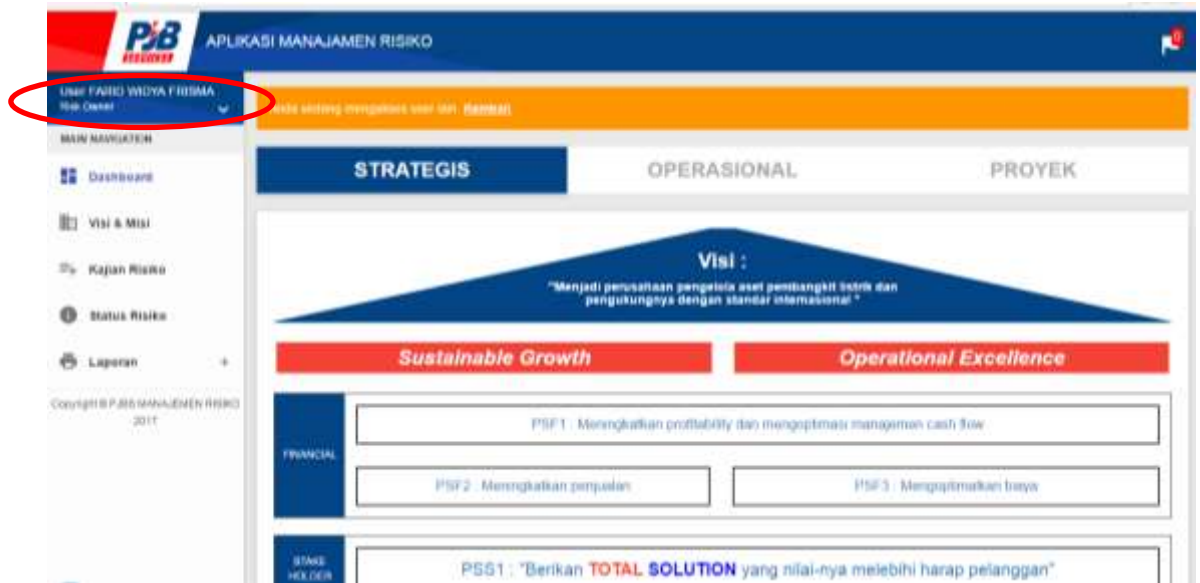 PJB
SERVICES
APLIKASI MANAJAMEN RISIKO
0
User FARID WIDYA FRISMA
Risk Owner
Anda sedang mengakses user lain. Kembali
MAIN NAVIGATION
Dashboard
Visi & Misi
Kajian Risiko
Status Risiko
Laporan +
Copyright © PJBS MANAJEMEN RISIKO
2017
STRATEGIS OPERASIONAL PROYEK
Visi :
"Menjadi perusahaan pengelola aset pembangkit listrik dan
pengukungnya dengan standar internasional "
Sustainable Growth Operational Excellence
FINANCIAL
PSF1 : Meningkatkan profitability dan mengoptimasi manajemen cash flow
PSF2 : Meningkatkan penjualan PSF3 : Mengoptimalkan biaya
STAKE
HOLDER
PSS1 : "Berikan TOTAL SOLUTION yang nilai-nya melebihi harap pelanggan"